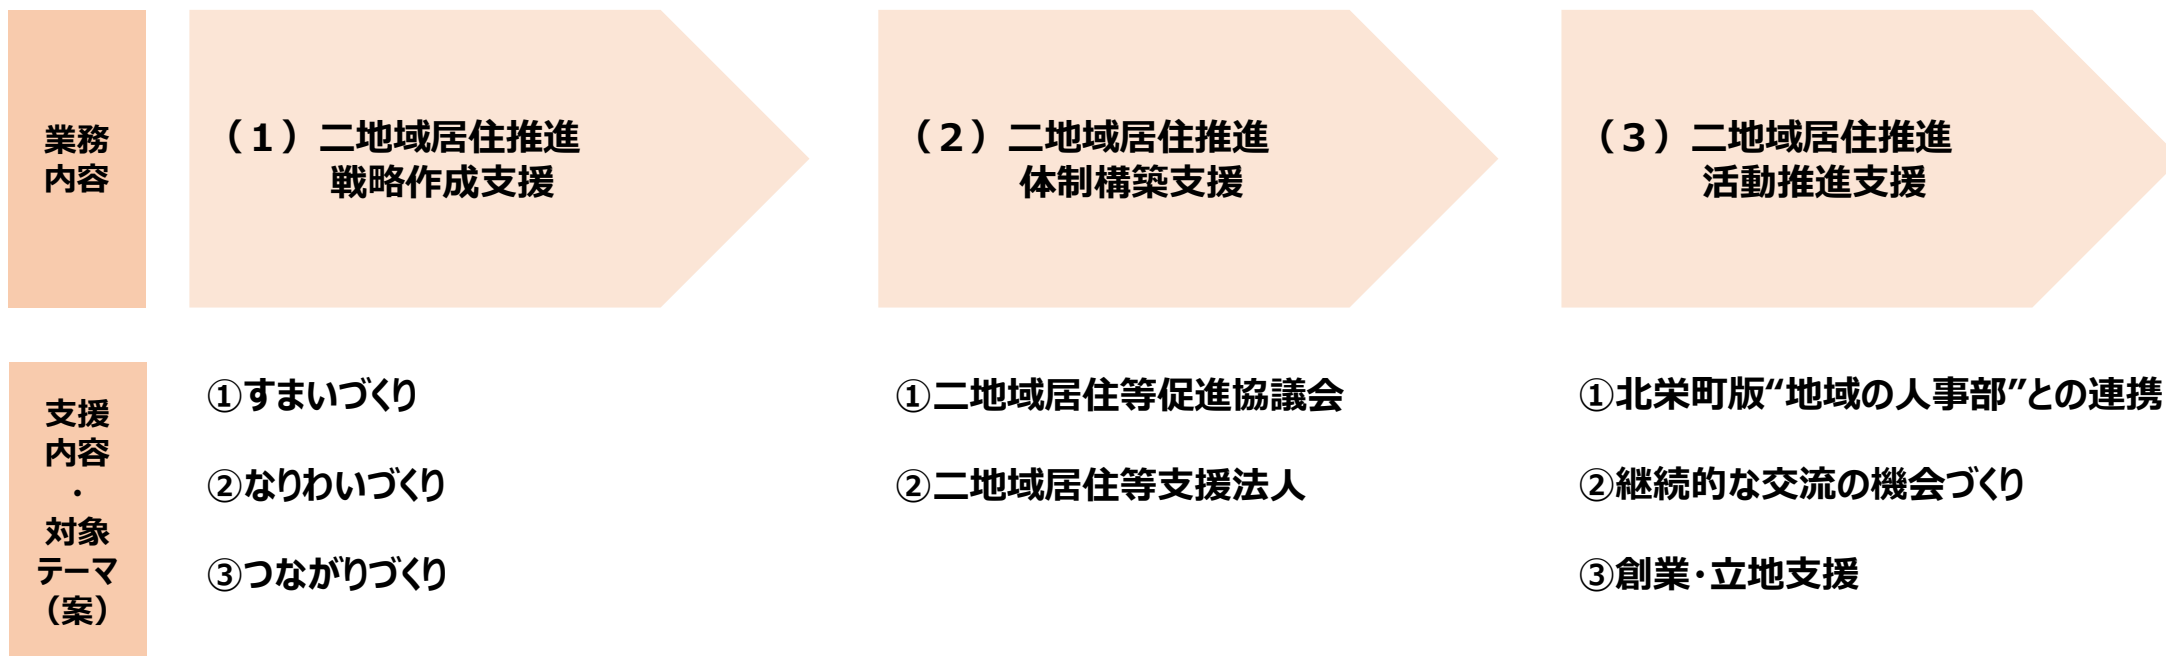 業務
内容
（１）二地域居住推進
戦略作成支援
（２）二地域居住推進
体制構築支援
（３）二地域居住推進
活動推進支援
支援
内容
・
対象
テーマ
（案）
①すまいづくり
②なりわいづくり
③つながりづくり
①二地域居住等促進協議会
②二地域居住等支援法人
①北栄町版“地域の人事部”との連携
②継続的な交流の機会づくり
③創業・立地支援